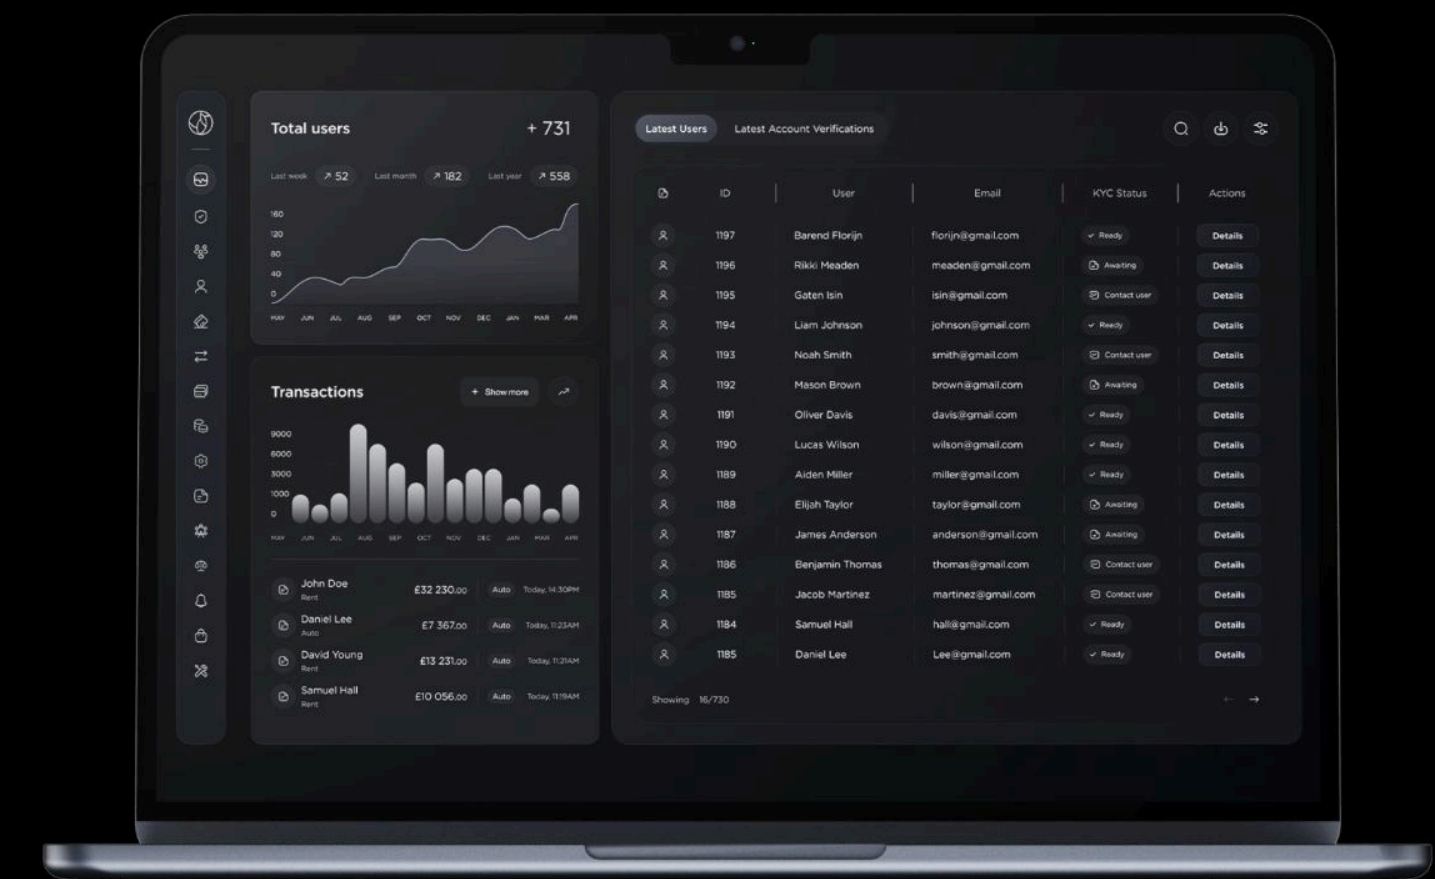 Total users
+ 731
Last week ↗ 52 Last month ↗ 182 Last year ↗ 558
160
120
80
40
0
MAY JUN JUL AUG SEP OCT NOV DEC JAN MAR APR
Transactions
+ Show more
9000
6000
3000
1000
0
MAY JUN JUL AUG SEP OCT NOV DEC JAN MAR APR
John Doe
Rent
£32 230.00 Auto Today, 14:30PM
Daniel Lee
Auto
£7 367.00 Auto Today, 11:23AM
David Young
Rent
£13 231.00 Auto Today, 11:21AM
Samuel Hall
Rent
£10 056.00 Auto Today, 11:19AM
Latest Users Latest Account Verifications
ID User Email KYC Status Actions
1197 Barend Florijn florijn@gmail.com Ready Details
1196 Rikki Meaden meaden@gmail.com Awaiting Details
1195 Gaten Isin isin@gmail.com Contact user Details
1194 Liam Johnson johnson@gmail.com Ready Details
1193 Noah Smith smith@gmail.com Contact user Details
1192 Mason Brown brown@gmail.com Awaiting Details
1191 Oliver Davis davis@gmail.com Ready Details
1190 Lucas Wilson wilson@gmail.com Ready Details
1189 Aiden Miller miller@gmail.com Ready Details
1188 Elijah Taylor taylor@gmail.com Awaiting Details
1187 James Anderson anderson@gmail.com Awaiting Details
1186 Benjamin Thomas thomas@gmail.com Contact user Details
1185 Jacob Martinez martinez@gmail.com Contact user Details
1184 Samuel Hall hall@gmail.com Ready Details
1185 Daniel Lee Lee@gmail.com Ready Details
Showing 16/730